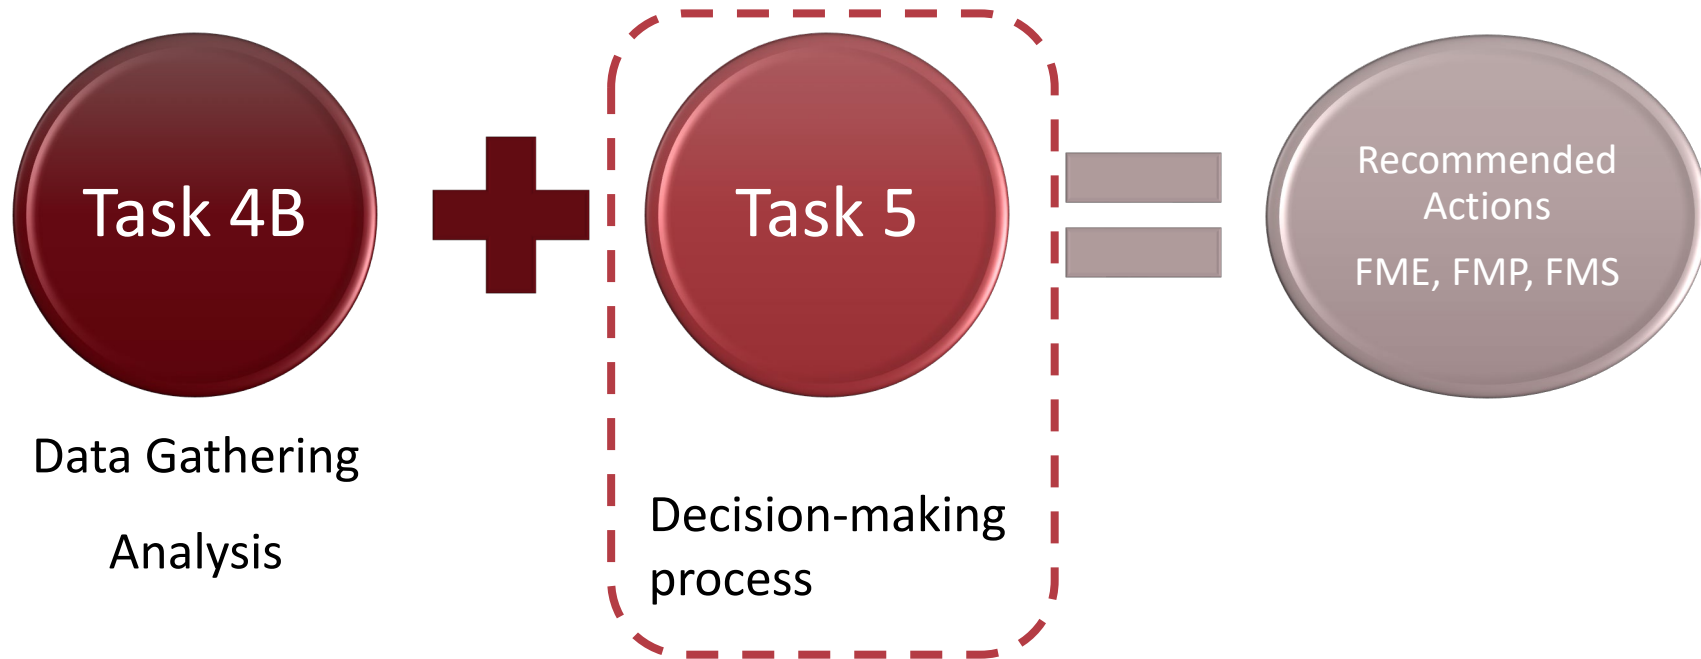 Task 4B
Data Gathering
Analysis
Task 5
Decision-making
process
Recommended
Actions
FME, FMP, FMS